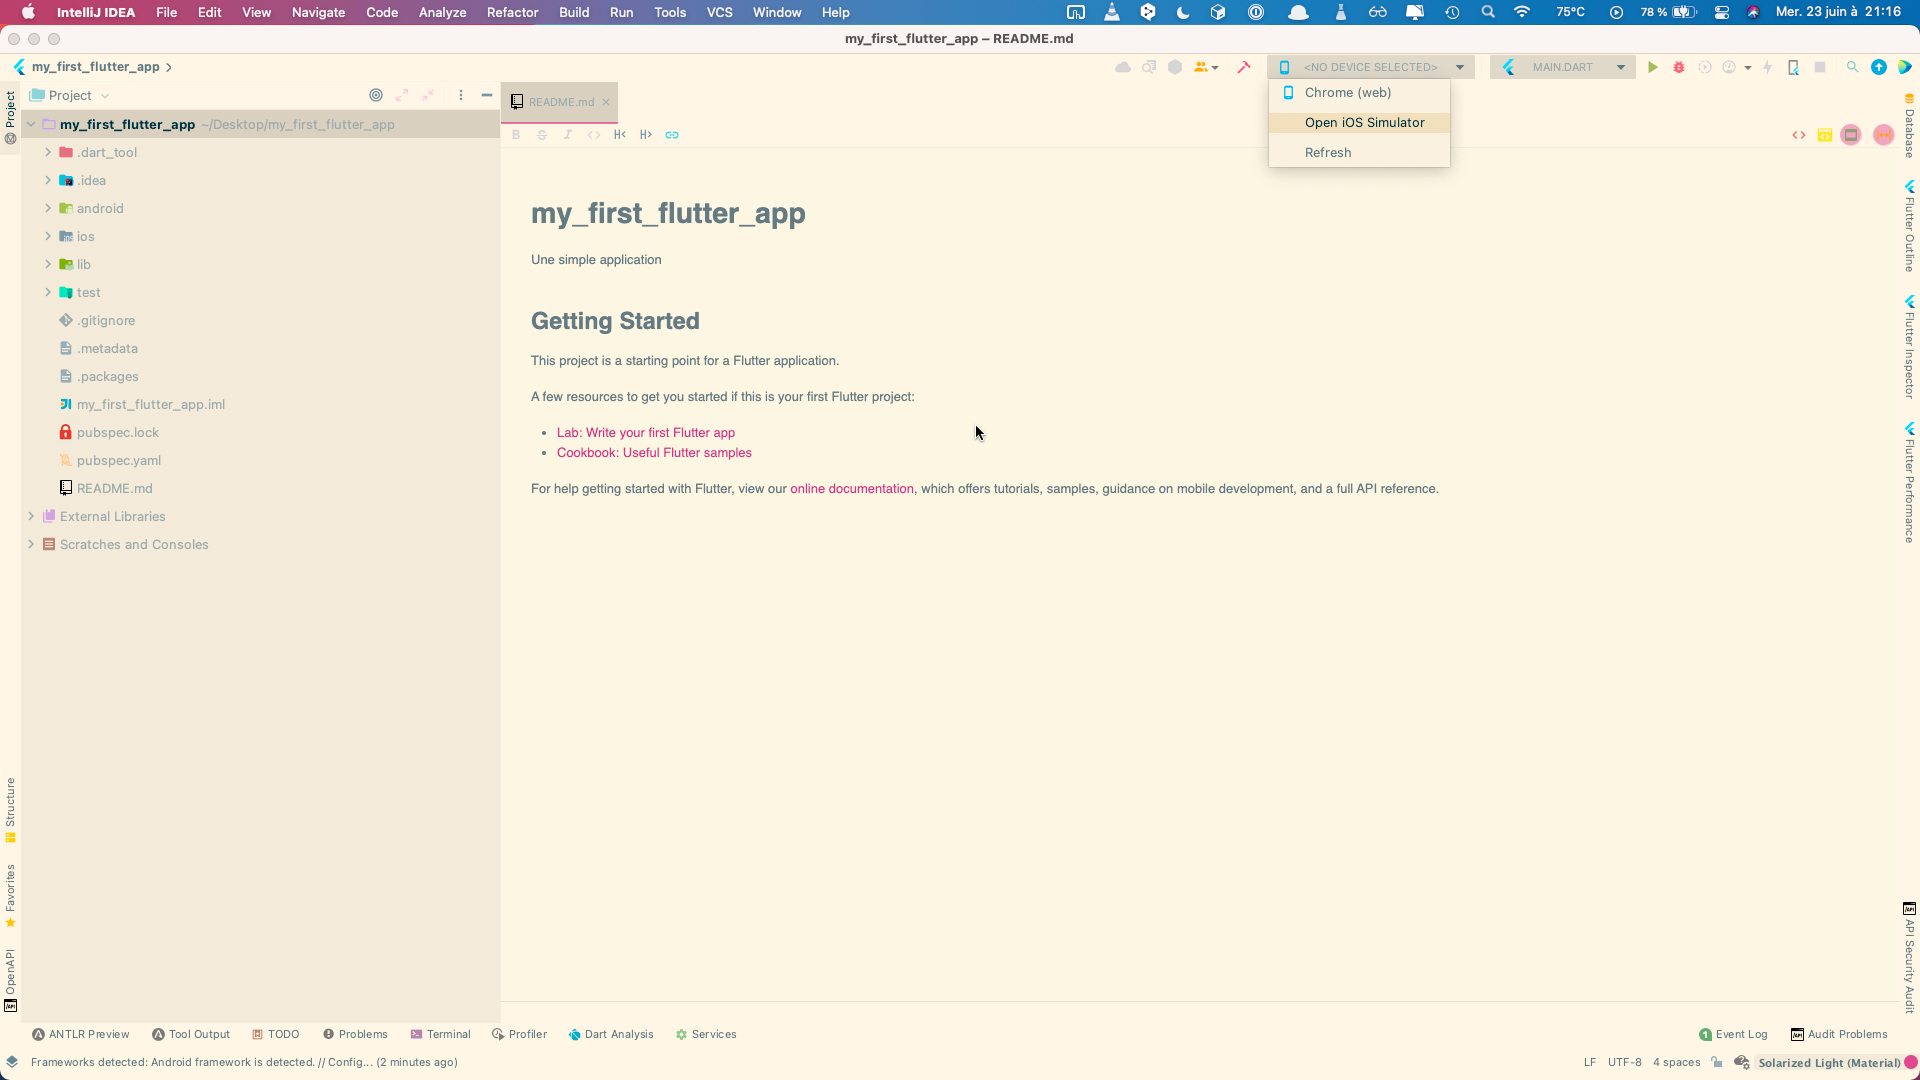 IntelliJ IDEA File Edit View Navigate Code Analyze Refactor Build Run Tools VCS Window Help 75°C 78 % Mer. 23 juin à 21:16
my_first_flutter_app – README.md
my_first_flutter_app <NO DEVICE SELECTED> MAIN.DART
Project
README.md
Chrome (web)
Open iOS Simulator
Refresh
B S I <> H< H>
my_first_flutter_app ~/Desktop/my_first_flutter_app
.dart_tool
.idea
android
ios
lib
test
.gitignore
.metadata
.packages
my_first_flutter_app.iml
pubspec.lock
pubspec.yaml
README.md
External Libraries
Scratches and Consoles
my_first_flutter_app
Une simple application
Getting Started
This project is a starting point for a Flutter application.
A few resources to get you started if this is your first Flutter project:
• Lab: Write your first Flutter app
• Cookbook: Useful Flutter samples
For help getting started with Flutter, view our online documentation, which offers tutorials, samples, guidance on mobile development, and a full API reference.
Project
Structure
Favorites
OpenAPI
Database
Flutter Outline
Flutter Inspector
Flutter Performance
API Security Audit
ANTLR Preview Tool Output TODO Problems Terminal Profiler Dart Analysis Services 1 Event Log Audit Problems
Frameworks detected: Android framework is detected. // Config... (2 minutes ago) LF UTF-8 4 spaces Solarized Light (Material)